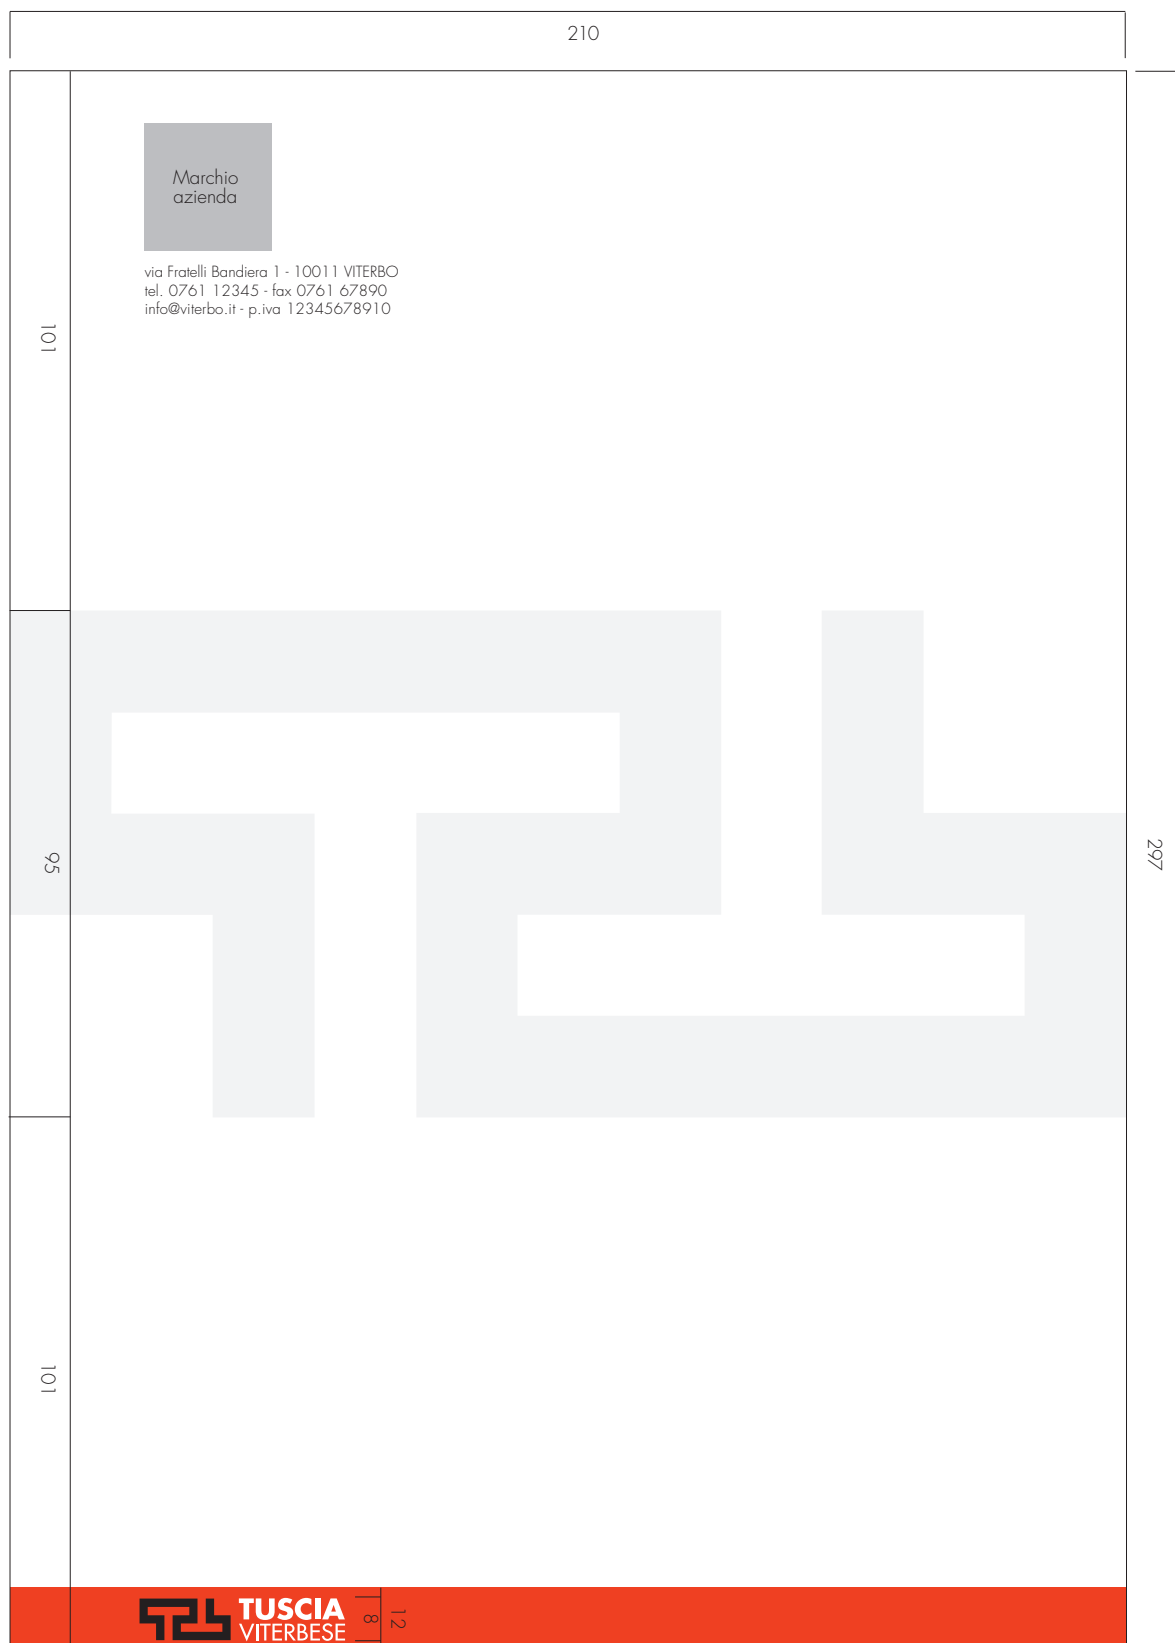 210
Marchio
azienda
via Fratelli Bandiera 1 - 10011 VITERBO
tel. 0761 12345 - fax 0761 67890
info@viterbo.it - p.iva 12345678910
101
95
297
101
TUSCIA
VITERBESE
8
12